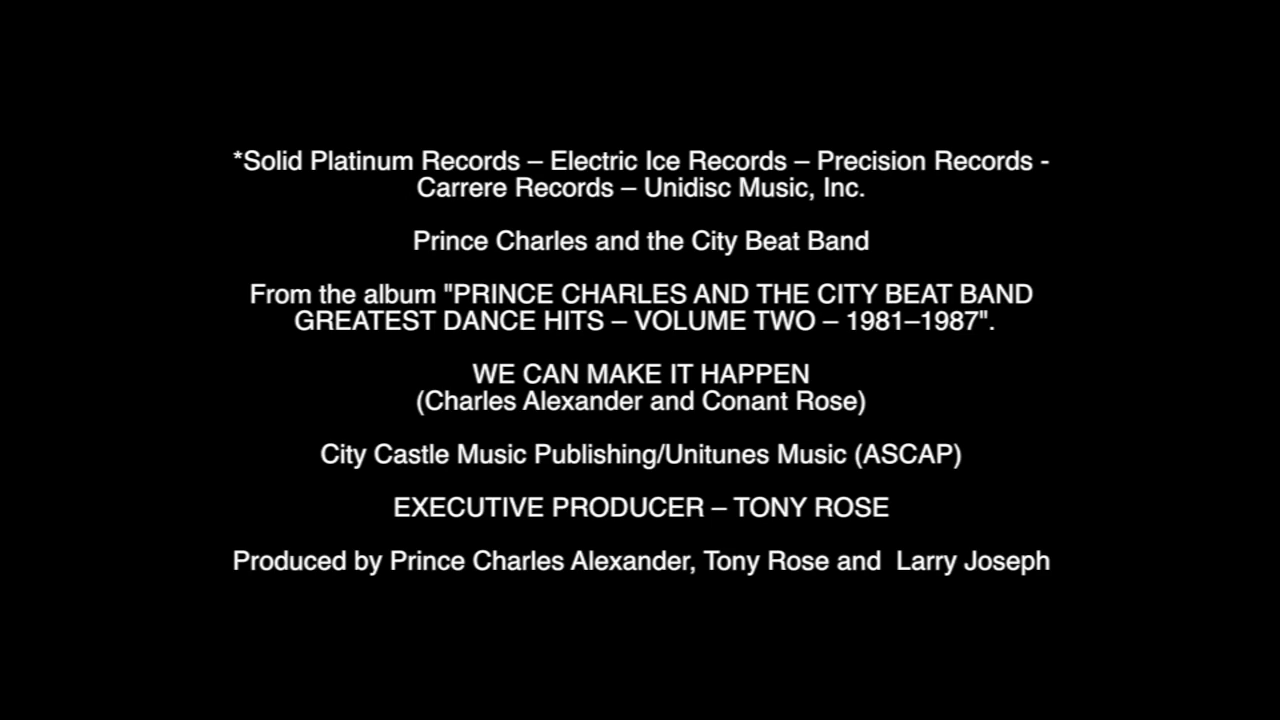 *Solid Platinum Records – Electric Ice Records – Precision Records -
Carrere Records – Unidisc Music, Inc.
Prince Charles and the City Beat Band
From the album "PRINCE CHARLES AND THE CITY BEAT BAND
GREATEST DANCE HITS – VOLUME TWO – 1981–1987".
WE CAN MAKE IT HAPPEN
(Charles Alexander and Conant Rose)
City Castle Music Publishing/Unitunes Music (ASCAP)
EXECUTIVE PRODUCER – TONY ROSE
Produced by Prince Charles Alexander, Tony Rose and  Larry Joseph